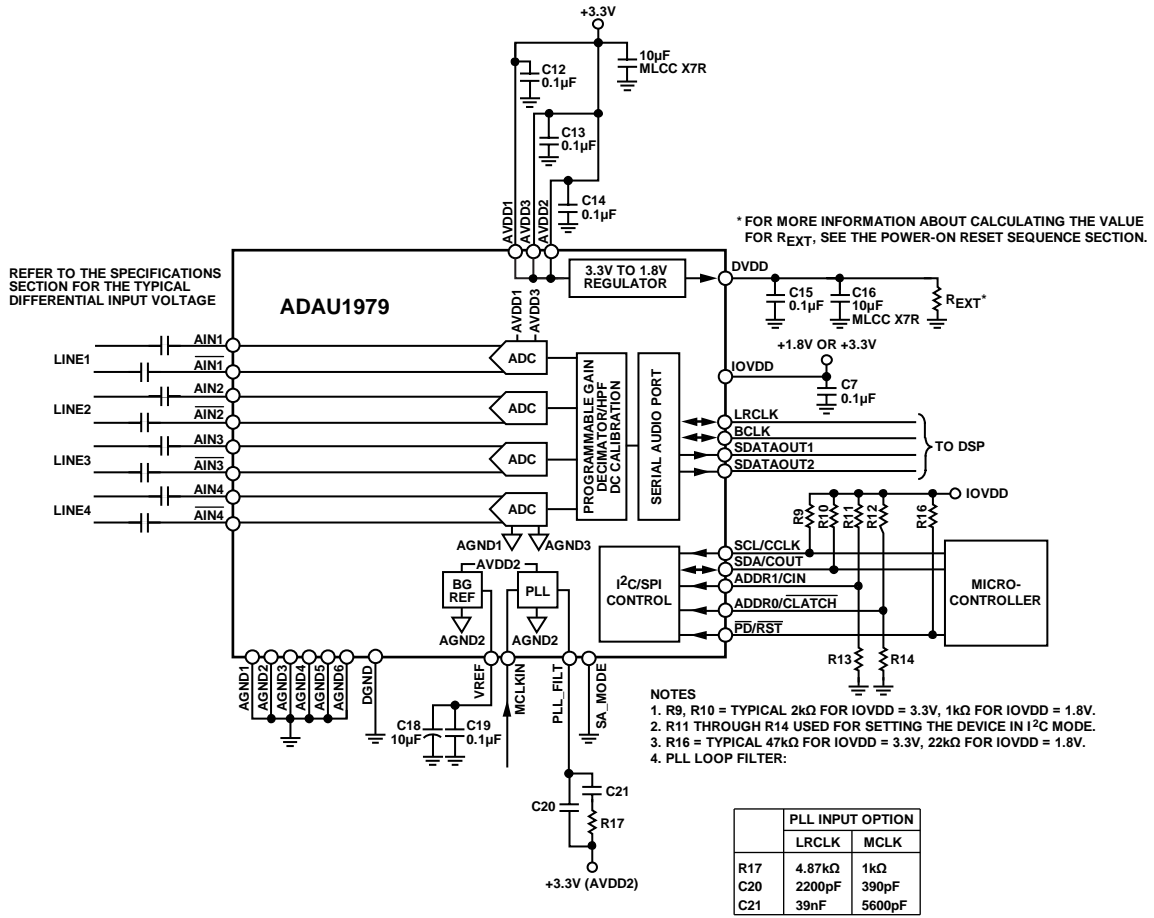 +3.3V
10µF
MLCC X7R
C12
0.1µF
C13
0.1µF
C14
0.1µF
AVDD1
AVDD3
AVDD2
* FOR MORE INFORMATION ABOUT CALCULATING THE VALUE
FOR REXT, SEE THE POWER-ON RESET SEQUENCE SECTION.
REFER TO THE SPECIFICATIONS
SECTION FOR THE TYPICAL
DIFFERENTIAL INPUT VOLTAGE
ADAU1979
3.3V TO 1.8V
REGULATOR
DVDD
C15
0.1µF
C16
10µF
MLCC X7R
REXT*
AVDD1
AVDD3
+1.8V OR +3.3V
IOVDD
C7
0.1µF
LINE1
AIN1
AIN1
LINE2
AIN2
AIN2
LINE3
AIN3
AIN3
LINE4
AIN4
AIN4
ADC
ADC
ADC
ADC
AGND1
AGND3
PROGRAMMABLE GAIN
DECIMATOR/HPF
DC CALIBRATION
SERIAL AUDIO PORT
LRCLK
BCLK
SDATAOUT1
SDATAOUT2
TO DSP
IOVDD
R9
R10
R11
R12
R16
I2C/SPI
CONTROL
SCL/CCLK
SDA/COUT
ADDR1/CIN
ADDR0/CLATCH
PD/RST
MICRO-
CONTROLLER
R13
R14
AVDD2
BG
REF
PLL
AGND2
AGND2
AGND1
AGND2
AGND3
AGND4
AGND5
AGND6
DGND
VREF
MCLKIN
PLL_FILT
SA_MODE
C18
10µF
C19
0.1µF
C20
C21
R17
+3.3V (AVDD2)
NOTES
1. R9, R10 = TYPICAL 2kΩ FOR IOVDD = 3.3V, 1kΩ FOR IOVDD = 1.8V.
2. R11 THROUGH R14 USED FOR SETTING THE DEVICE IN I2C MODE.
3. R16 = TYPICAL 47kΩ FOR IOVDD = 3.3V, 22kΩ FOR IOVDD = 1.8V.
4. PLL LOOP FILTER:
PLL INPUT OPTION
LRCLK MCLK
R17 4.87kΩ 1kΩ
C20 2200pF 390pF
C21 39nF 5600pF